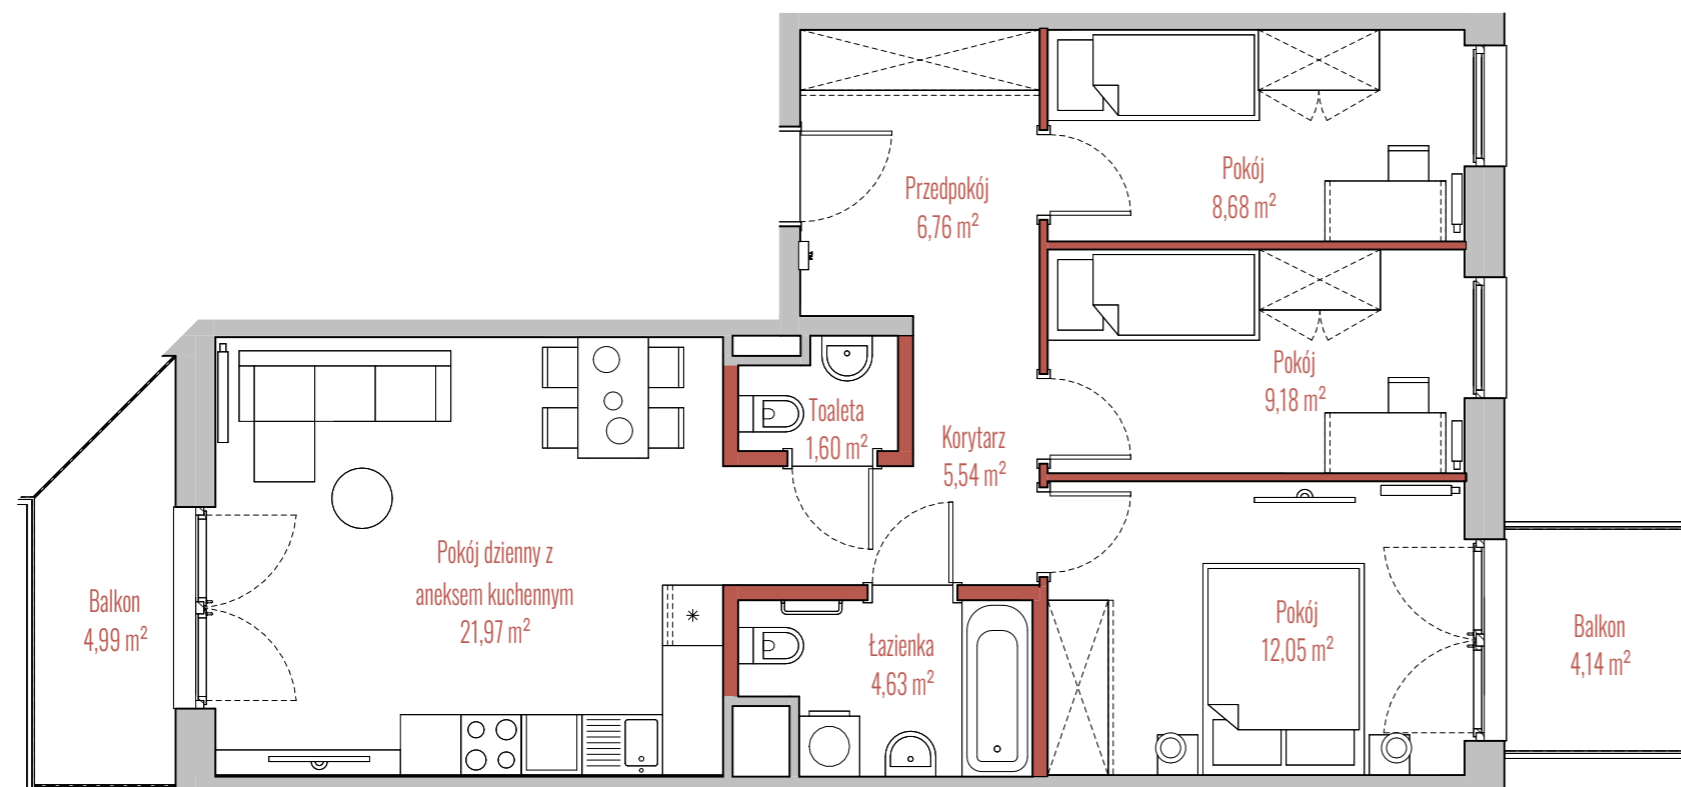 Przedpokój
6,76 m²
Pokój
8,68 m²
Pokój
9,18 m²
Toaleta
1,60 m²
Korytarz
5,54 m²
Pokój dzienny z
aneksem kuchennym
21,97 m²
Balkon
4,99 m²
Łazienka
4,63 m²
Pokój
12,05 m²
Balkon
4,14 m²